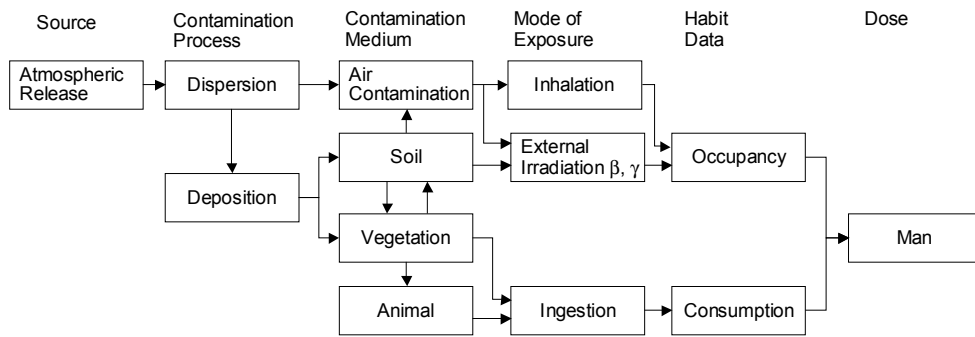 Source
Contamination
Process
Contamination
Medium
Mode of
Exposure
Habit
Data
Dose
Atmospheric
Release
Dispersion
Air
Contamination
Inhalation
Soil
External
Irradiation β, γ
Occupancy
Deposition
Vegetation
Man
Animal
Ingestion
Consumption